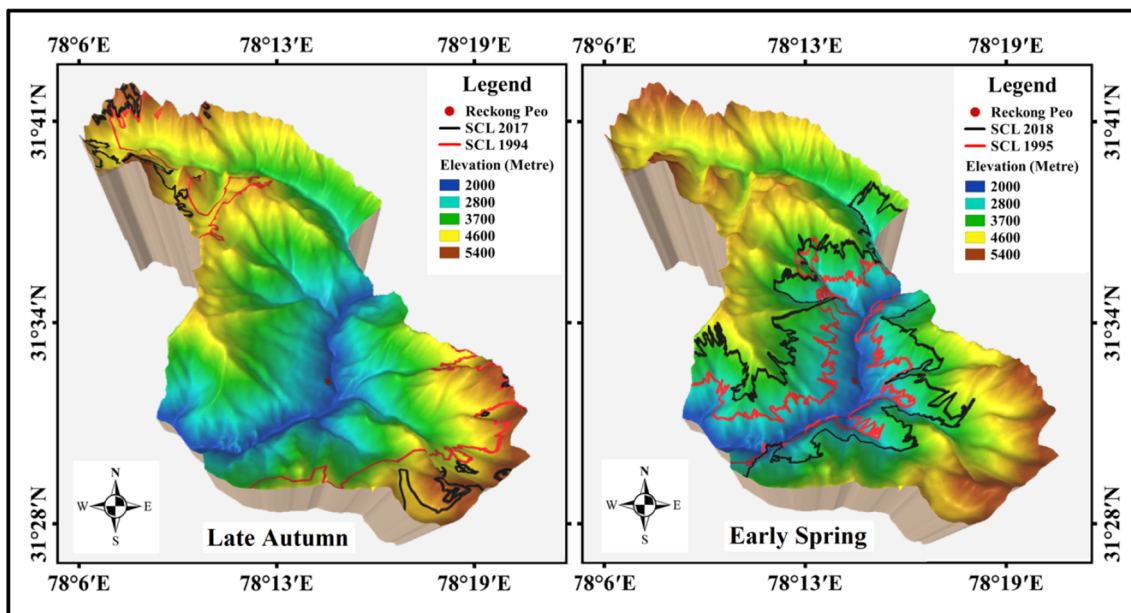 78°6′E 78°13′E 78°19′E
78°6′E 78°13′E 78°19′E
31°41′N
31°34′N
31°28′N
Legend
Reckong Peo
SCL 2017
SCL 1994
Elevation (Metre)
2000
2800
3700
4600
5400
N
W E
S
Late Autumn
Legend
Reckong Peo
SCL 2018
SCL 1995
Elevation (Metre)
2000
2800
3700
4600
5400
N
W E
S
Early Spring
31°41′N
31°34′N
31°28′N
78°6′E 78°13′E 78°19′E
78°6′E 78°13′E 78°19′E